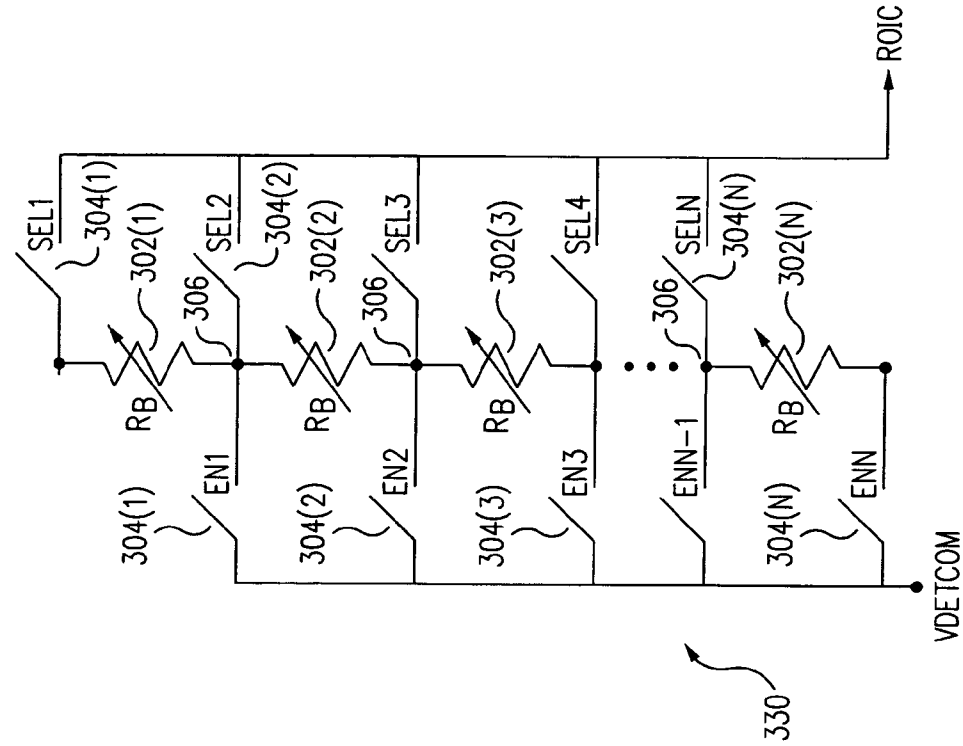 SEL1
304(1)
302(1)
RB
306
SEL2
304(2)
EN1
304(1)
302(2)
RB
306
SEL3
EN2
304(2)
302(3)
RB
SEL4
EN3
304(3)
306
SELN
304(N)
ENN-1
302(N)
RB
ENN
304(N)
VDETCOM
ROIC
330